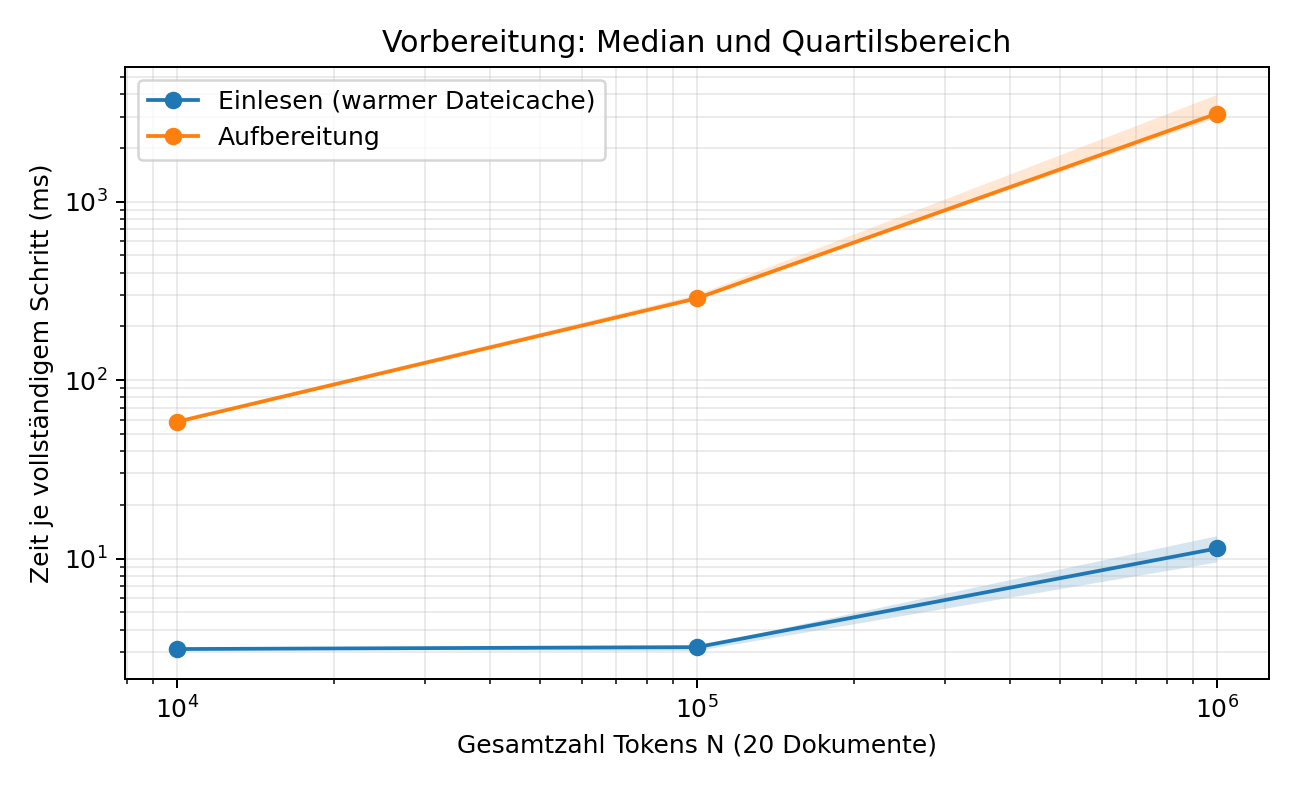 Vorbereitung: Median und Quartilsbereich
Einlesen (warmer Dateicache)
Aufbereitung
Zeit je vollständigem Schritt (ms)
10³
10²
10¹
10⁴ 10⁵ 10⁶
Gesamtzahl Tokens N (20 Dokumente)